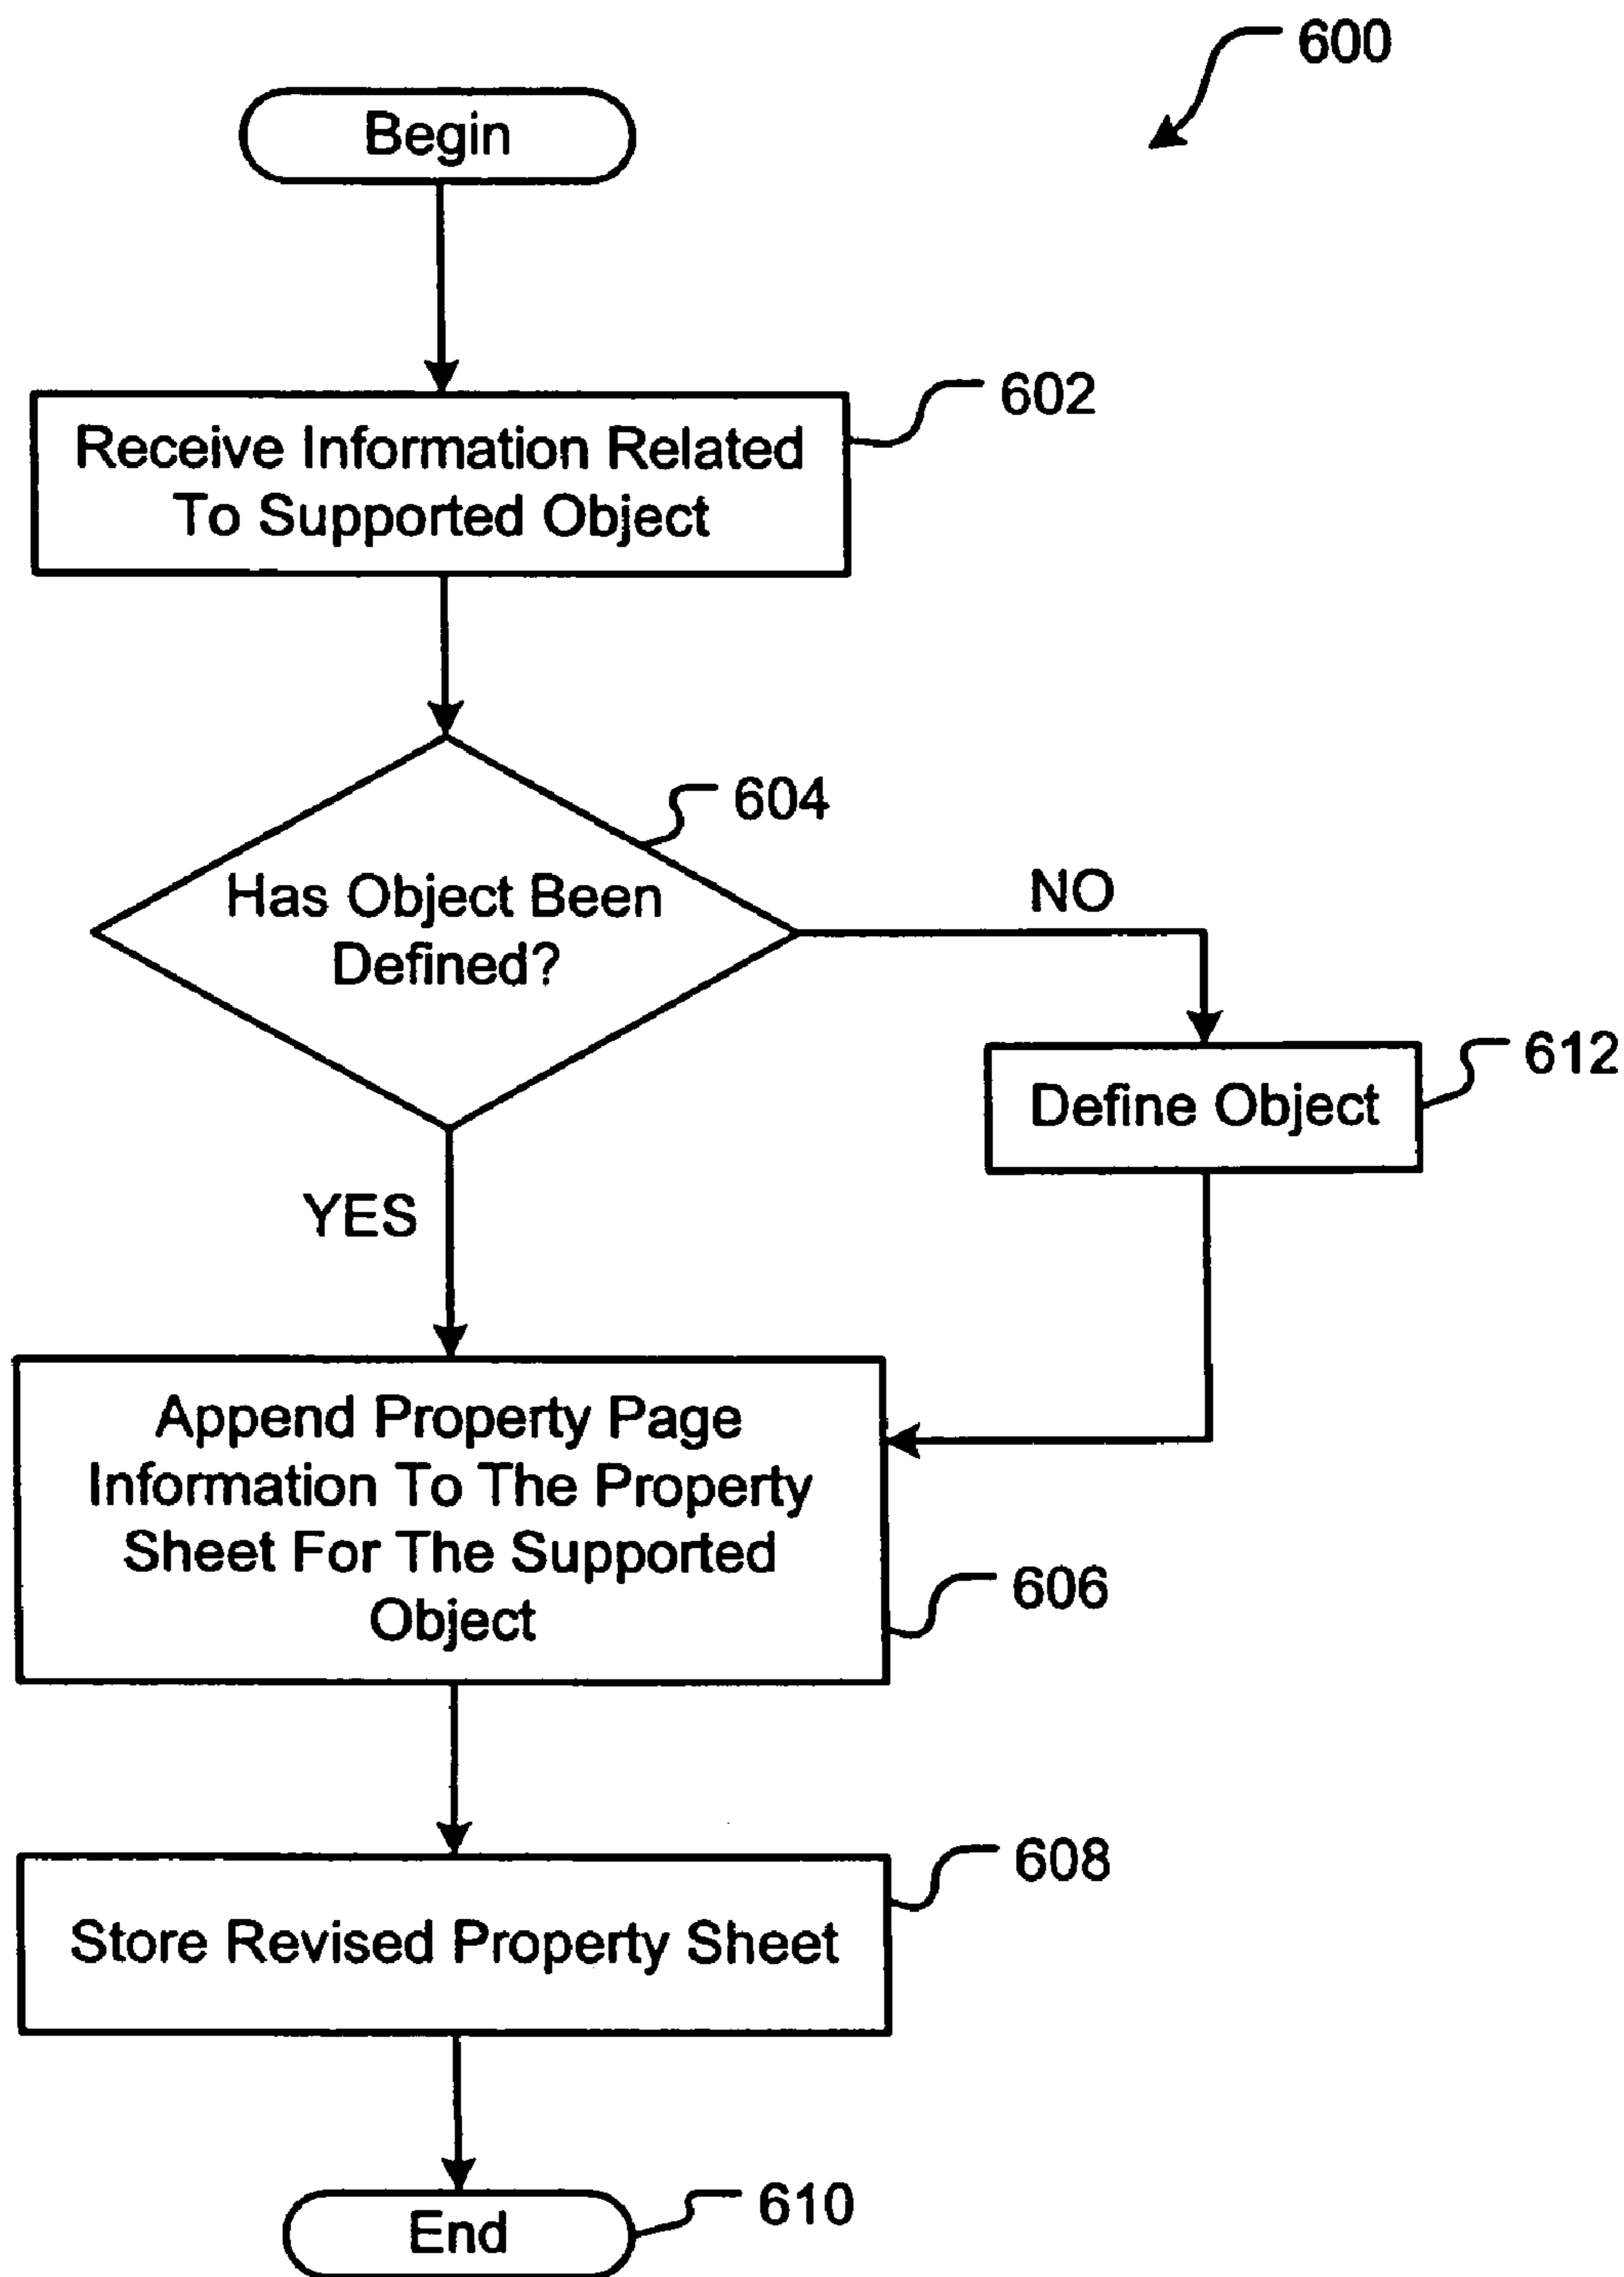 600
Begin
602
Receive Information Related
To Supported Object
604
Has Object Been
Defined?
NO
612
Define Object
YES
Append Property Page
Information To The Property
Sheet For The Supported
Object
606
608
Store Revised Property Sheet
610
End